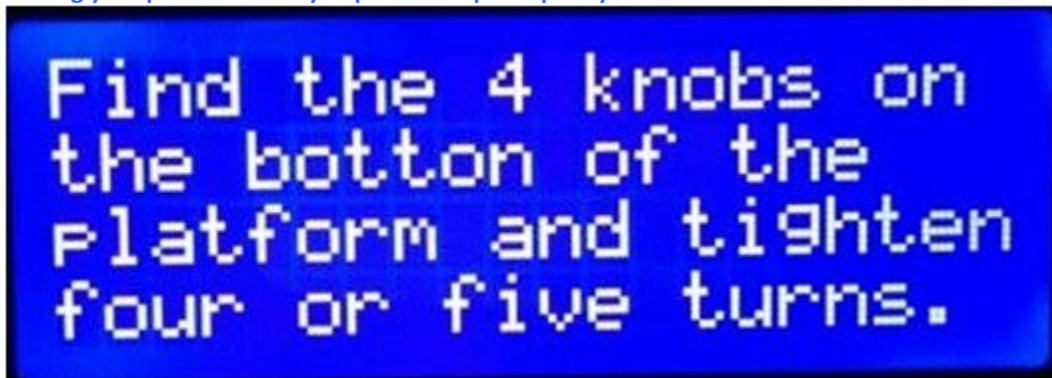 Find the 4 knobs on
the botton of the
platform and tighten
four or five turns.